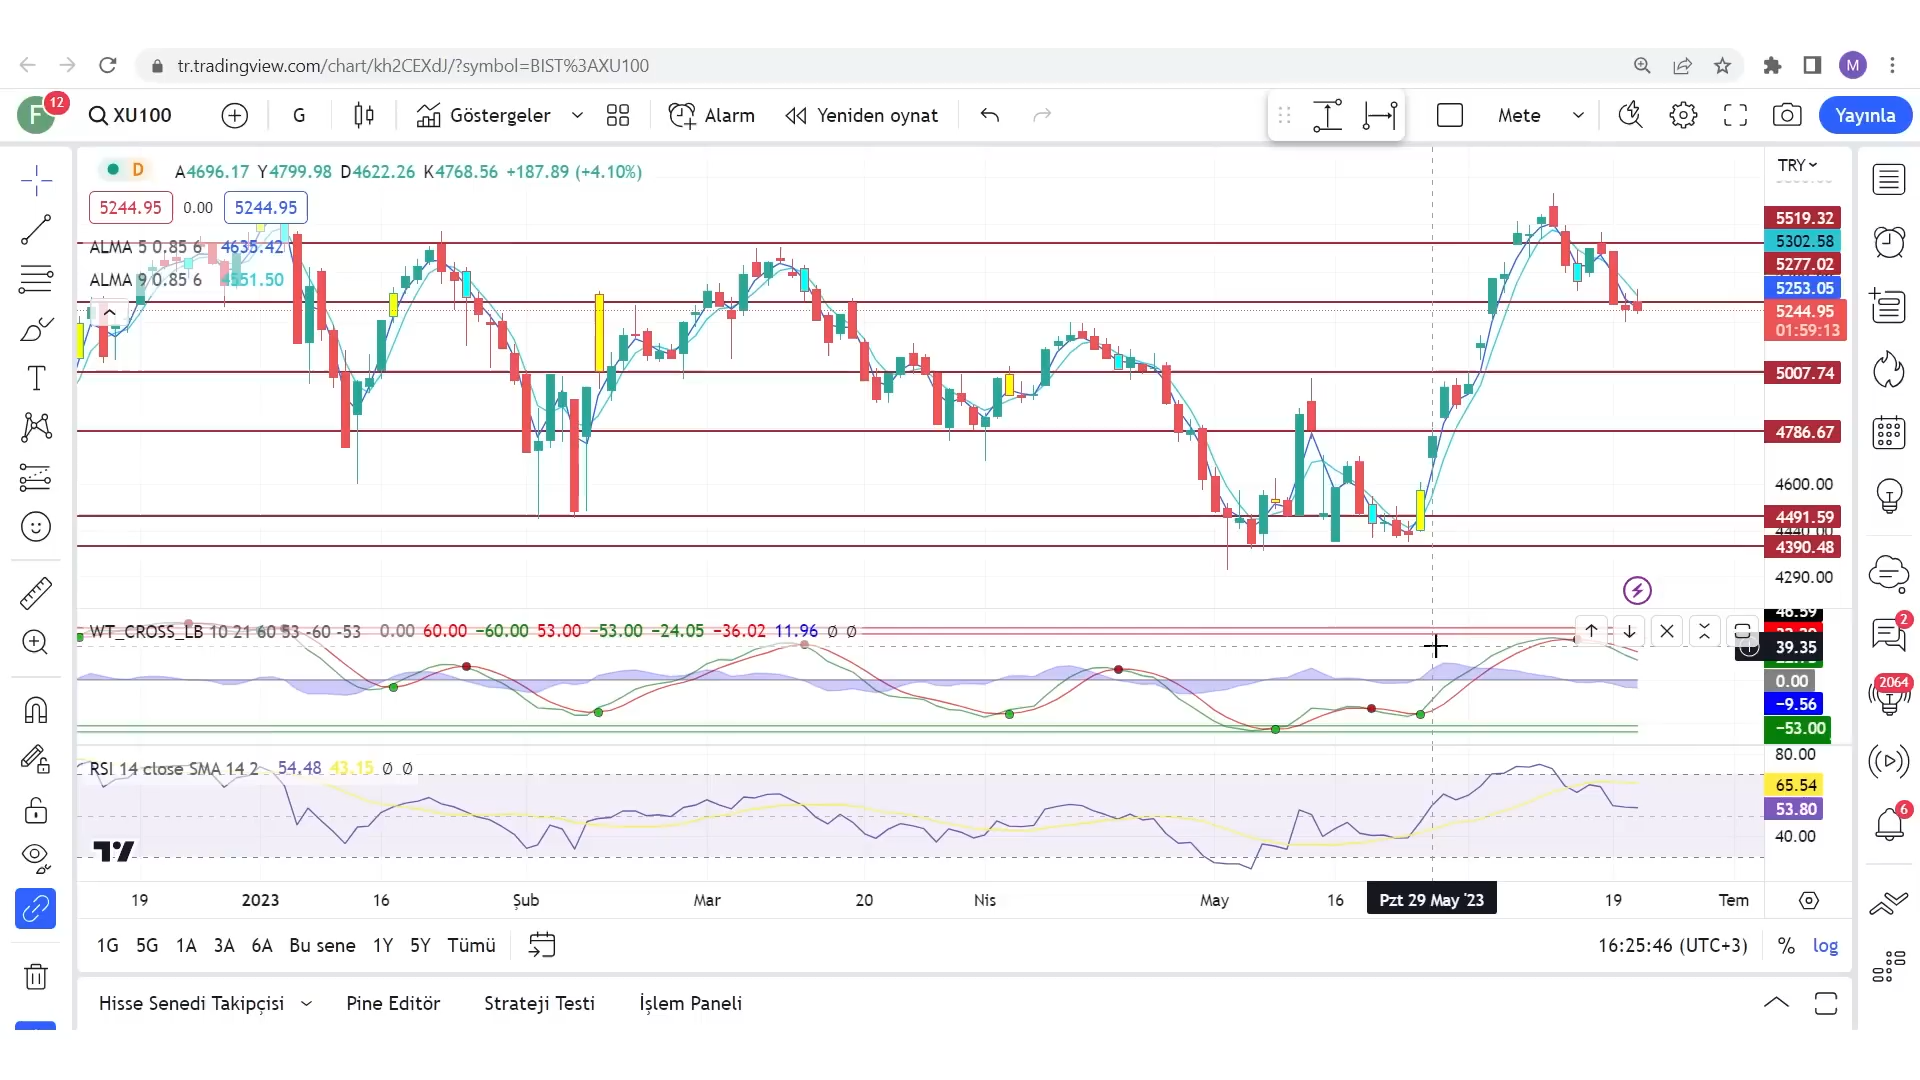 tr.tradingview.com/chart/kh2CEXdJ/?symbol=BIST%3AXU100
M
F 12 XU100 G Göstergeler Alarm Yeniden oynat Mete Yayınla
D A4696.17 Y4799.98 D4622.26 K4768.56 +187.89 (+4.10%)
TRY
5244.95 0.00 5244.95
ALMA 5 0.85 6 4635.42
ALMA 9 0.85 6 4551.50
5519.32
5302.58
5277.02
5253.05
5244.95
01:59:13
5007.74
4786.67
4600.00
4491.59
4440.00
4390.48
4290.00
WT_CROSS_LB 10 21 60 53 -60 -53 0.00 60.00 −60.00 53.00 −53.00 −24.05 −36.02 11.96 ∅ ∅
39.35
0.00
−9.56
−53.00
RSI 14 close SMA 14 2 54.48 43.15 ∅ ∅
80.00
65.54
53.80
40.00
19 2023 16 Şub Mar 20 Nis May 16 Pzt 29 May '23 19 Tem
1G 5G 1A 3A 6A Bu sene 1Y 5Y Tümü 16:25:46 (UTC+3) % log
Hisse Senedi Takipçisi Pine Editör Strateji Testi İşlem Paneli
2
2064
6